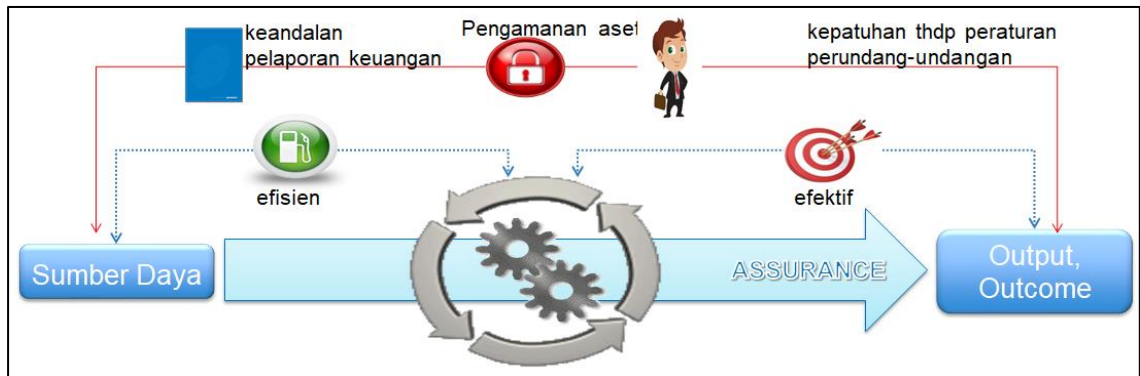 keandalan
pelaporan keuangan
Pengamanan aset
kepatuhan thdp peraturan
perundang-undangan
efisien
efektif
Sumber Daya
ASSURANCE
Output,
Outcome